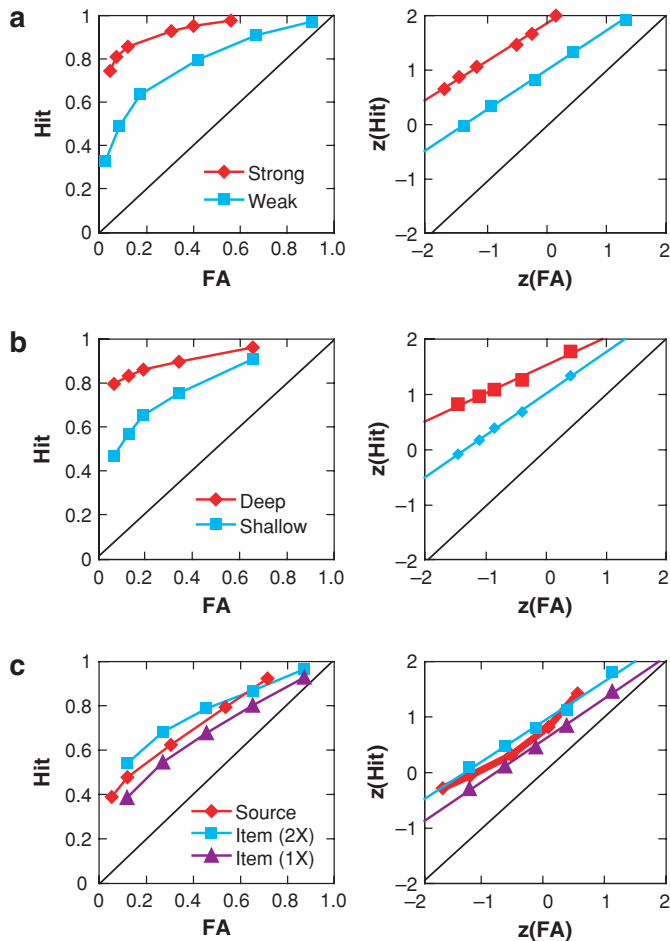 a
1
0.8
0.6
0.4
0.2
0
Hit
0 0.2 0.4 0.6 0.8 1.0
FA
Strong
Weak
2
1
0
–1
2
z(Hit)
–2 –1 0 1 2
z(FA)
b
1
0.8
0.6
0.4
0.2
0
Hit
0 0.2 0.4 0.6 0.8 1.0
FA
Deep
Shallow
2
1
0
–1
–2
z(Hit)
–2 –1 0 1 2
z(FA)
c
1
0.8
0.6
0.4
0.2
0
Hit
0 0.2 0.4 0.6 0.8 1.0
FA
Source
Item (2X)
Item (1X)
2
1
0
–1
–2
z(Hit)
–2 –1 0 1 2
z(FA)